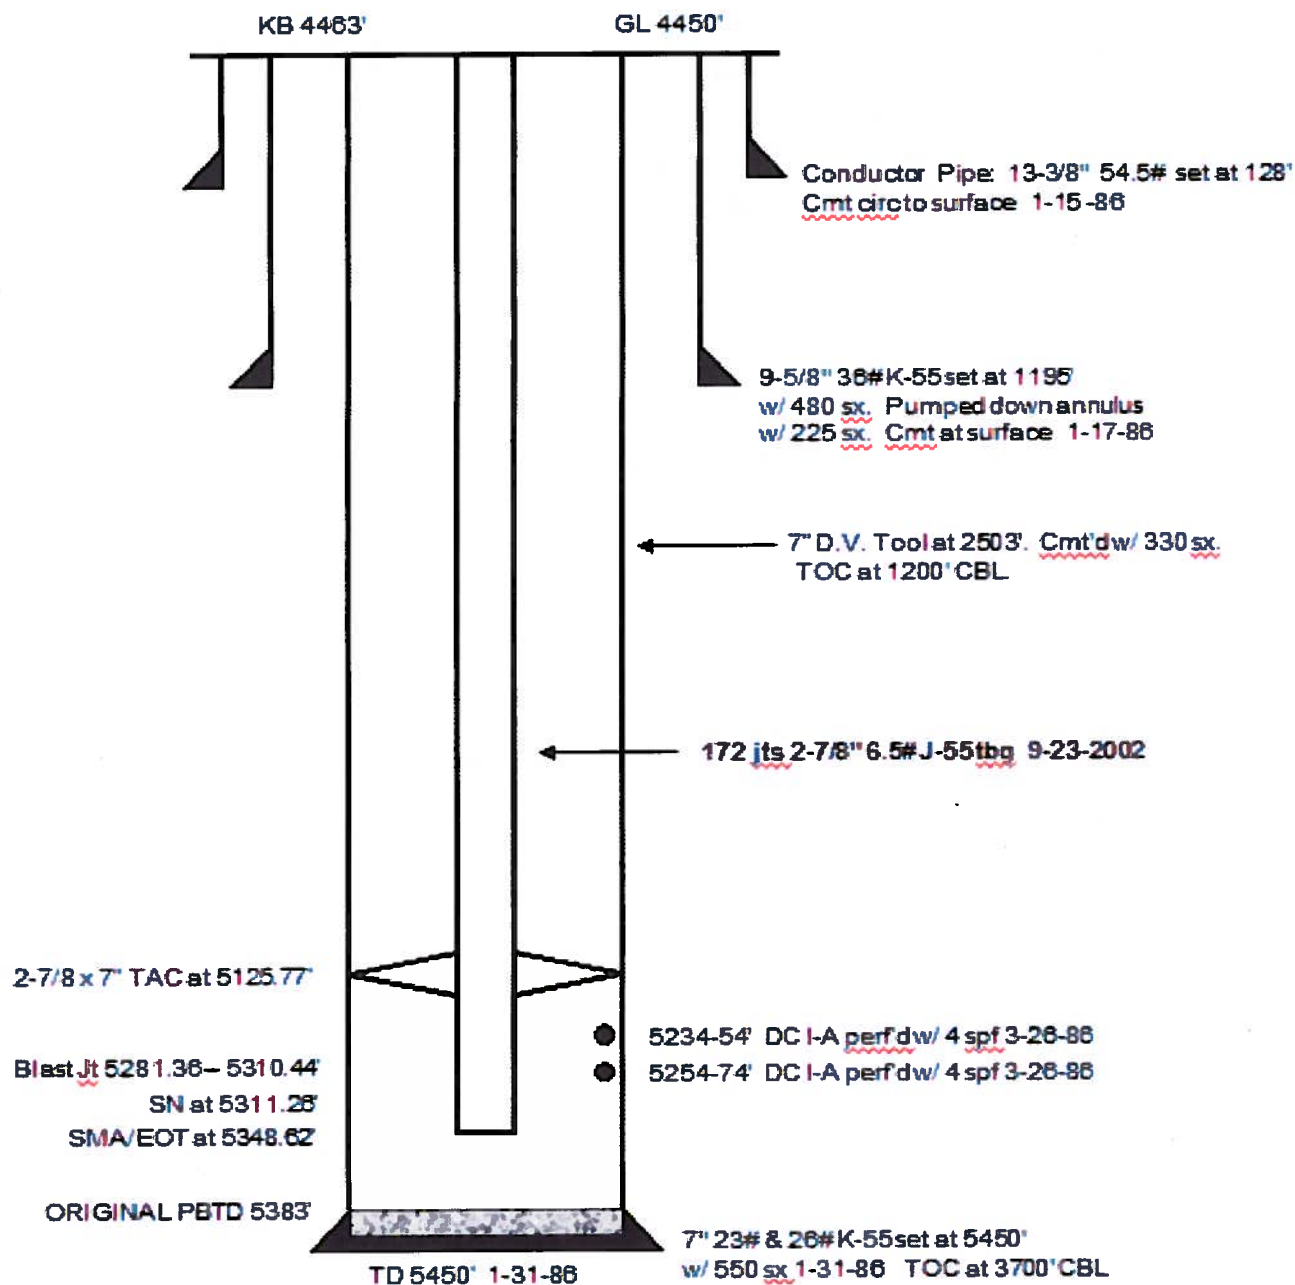 KB 4463' GL 4450'
Conductor Pipe: 13-3/8" 54.5# set at 128'
Cmt circ to surface 1-15-86
9-5/8" 36# K-55 set at 1195'
w/ 480 sx. Pumped down annulus
w/ 225 sx. Cmt at surface 1-17-86
7" D.V. Tool at 2503'. Cmt'd w/ 330 sx.
TOC at 1200' CBL
172 jts 2-7/8" 6.5# J-55 tbg 9-23-2002
2-7/8 x 7" TAC at 5125.77'
5234-54' DC I-A perf'd w/ 4 spf 3-26-86
Blast Jt 5281.36 – 5310.44'
5254-74' DC I-A perf'd w/ 4 spf 3-26-86
SN at 5311.26'
SMA/EOT at 5348.62'
ORIGINAL PBTD 5383'
7" 23# & 26# K-55 set at 5450'
w/ 550 sx 1-31-86 TOC at 3700' CBL
TD 5450' 1-31-86